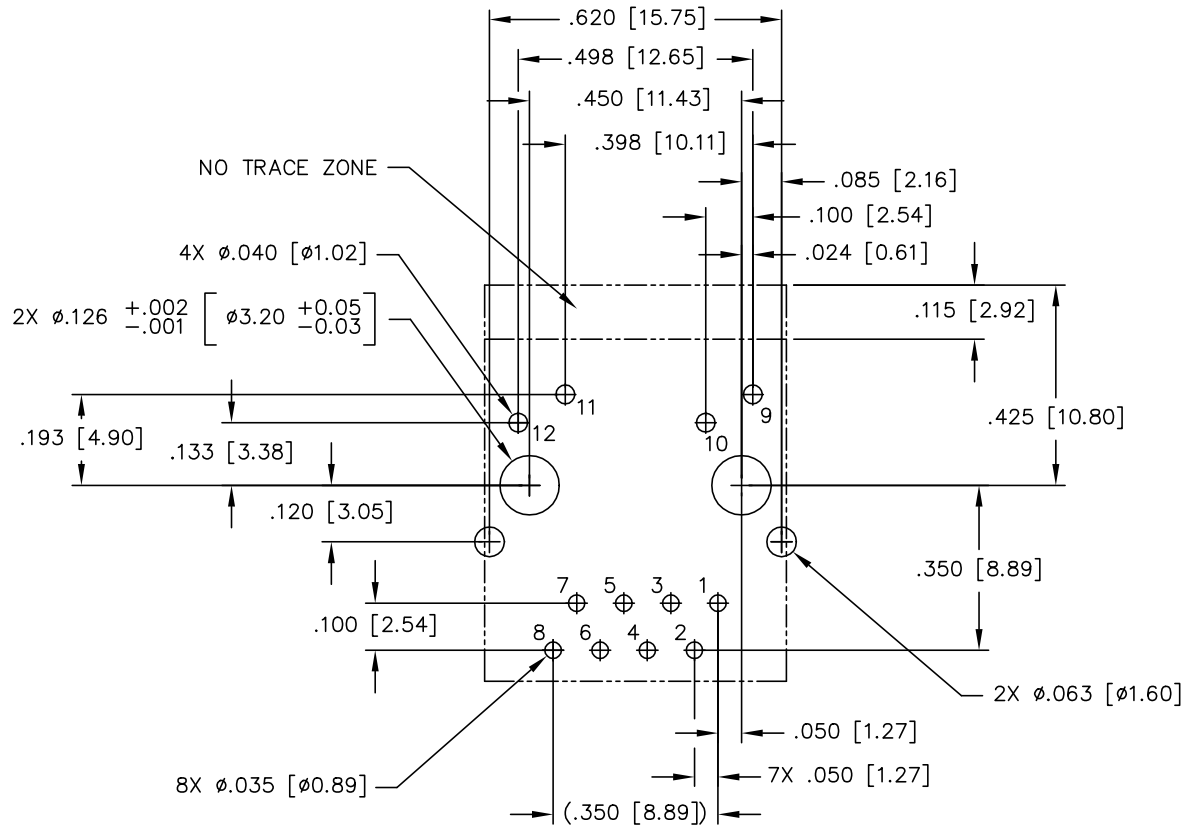 .620 [15.75]
.498 [12.65]
.450 [11.43]
.398 [10.11]
NO TRACE ZONE
.085 [2.16]
.100 [2.54]
4X ø.040 [ø1.02]
.024 [0.61]
2X ø.126 +.002 -.001 [ ø3.20 +0.05 -0.03 ]
.115 [2.92]
11
9
12
10
.425 [10.80]
.193 [4.90]
.133 [3.38]
.120 [3.05]
.350 [8.89]
7 5 3 1
.100 [2.54]
8 6 4 2
2X ø.063 [ø1.60]
.050 [1.27]
8X ø.035 [ø0.89]
7X .050 [1.27]
(.350 [8.89])